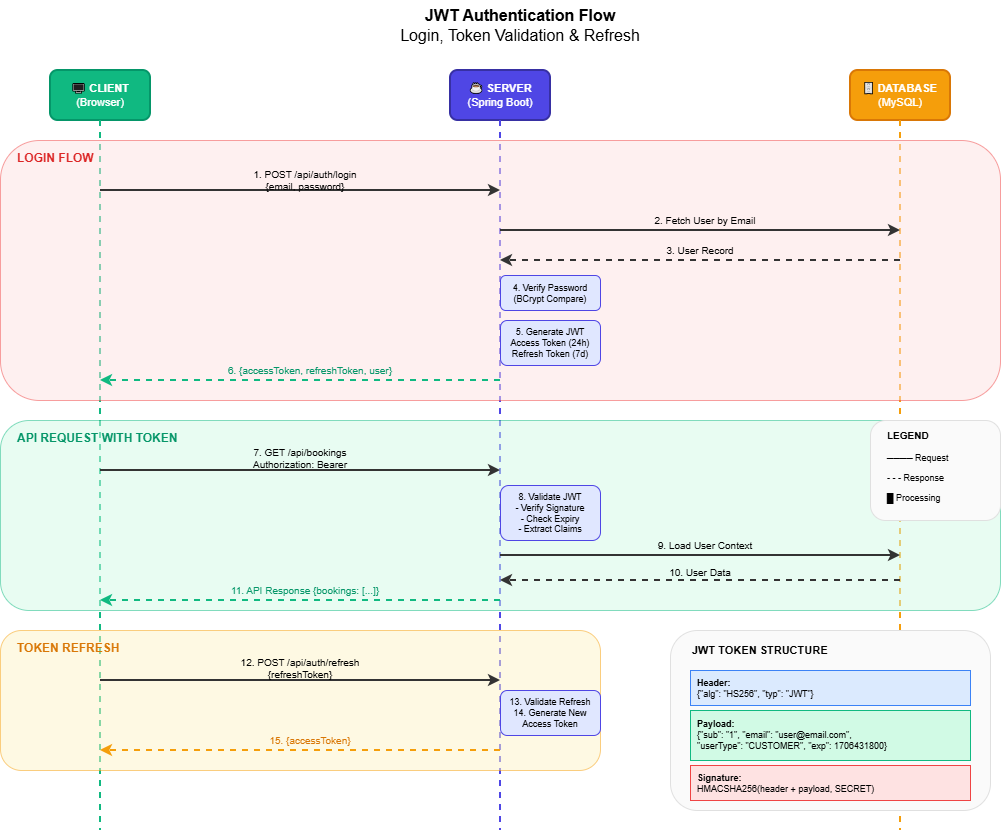 JWT Authentication Flow
Login, Token Validation & Refresh
CLIENT
(Browser)
SERVER
(Spring Boot)
DATABASE
(MySQL)
LOGIN FLOW
1. POST /api/auth/login
{email, password}
2. Fetch User by Email
3. User Record
4. Verify Password
(BCrypt Compare)
5. Generate JWT
Access Token (24h)
Refresh Token (7d)
6. {accessToken, refreshToken, user}
API REQUEST WITH TOKEN
7. GET /api/bookings
Authorization: Bearer
8. Validate JWT
- Verify Signature
- Check Expiry
- Extract Claims
9. Load User Context
10. User Data
11. API Response {bookings: [...]}
LEGEND
──── Request
- - - Response
█ Processing
TOKEN REFRESH
12. POST /api/auth/refresh
{refreshToken}
13. Validate Refresh
14. Generate New
Access Token
15. {accessToken}
JWT TOKEN STRUCTURE
Header:
{"alg": "HS256", "typ": "JWT"}
Payload:
{"sub": "1", "email": "user@email.com",
"userType": "CUSTOMER", "exp": 1706431800}
Signature:
HMACSHA256(header + payload, SECRET)